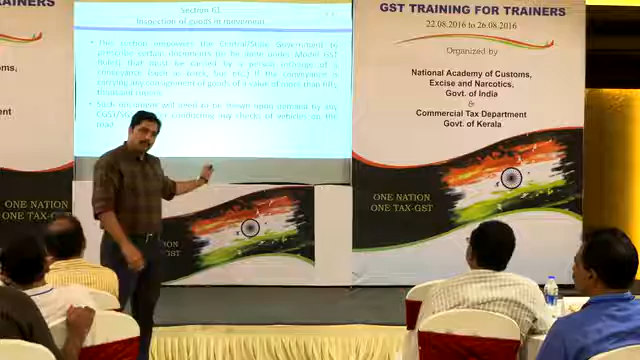 Section 61
Inspection of goods in movement
This section empowers the Central/State Government to
prescribe certain documents (to be done under Model GST
Rules) that must be carried by a person incharge of a
conveyance (such as truck, bus, etc.) if the conveyance is
carrying any consignment of goods of a value of more than fifty
thousand rupees.
Such document will need to be shown upon demand by any
CGST/SGST conducting any checks of vehicles on the
road.
GST TRAINING FOR TRAINERS
22.08.2016 to 26.08.2016
Organized by
National Academy of Customs,
Excise and Narcotics,
Govt. of India
&
Commercial Tax Department
Govt. of Kerala
ONE NATION
ONE TAX-GST
ONE NATION
ONE TAX-GST
ION
-GST
oms,
ment